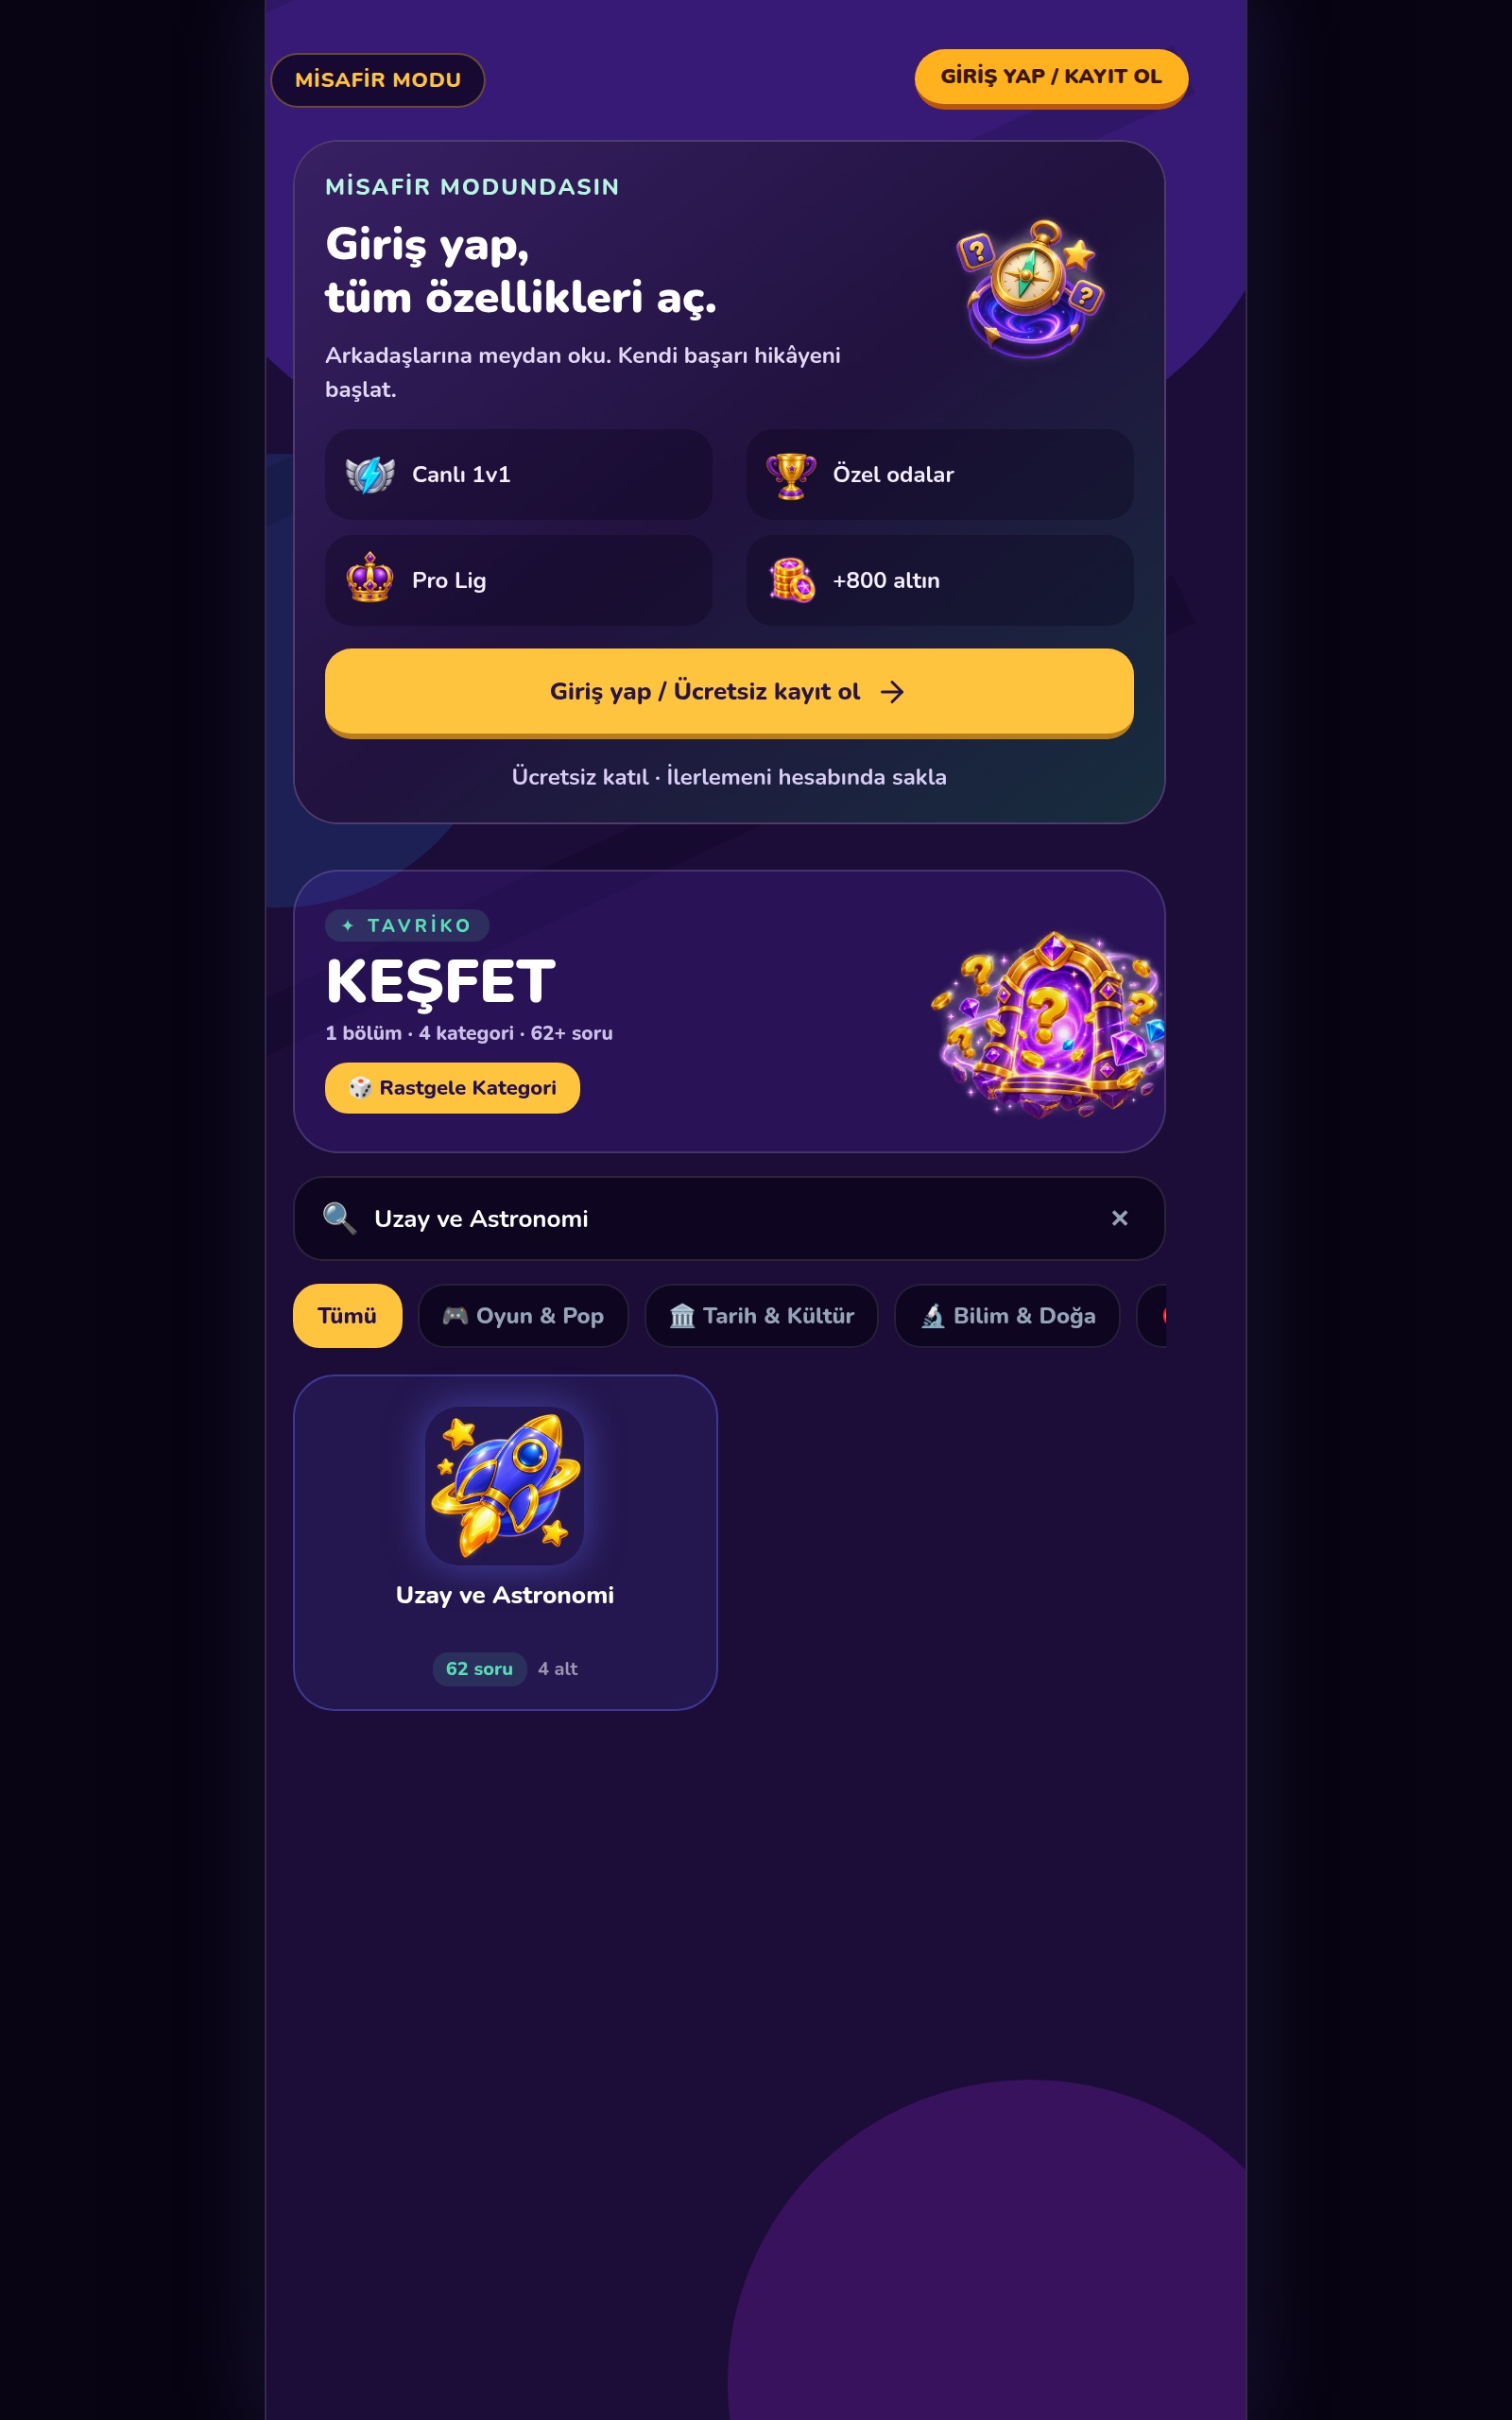 MİSAFİR MODU
GİRİŞ YAP / KAYIT OL
MİSAFİR MODUNDASIN
Giriş yap,
tüm özellikleri aç.
Arkadaşlarına meydan oku. Kendi başarı hikâyeni
başlat.
Canlı 1v1
Özel odalar
Pro Lig
+800 altın
Giriş yap / Ücretsiz kayıt ol →
Ücretsiz katıl · İlerlemeni hesabında sakla
✦ TAVRİKO
KEŞFET
1 bölüm · 4 kategori · 62+ soru
🎲 Rastgele Kategori
🔍 Uzay ve Astronomi ✕
Tümü
🎮 Oyun & Pop
🏛️ Tarih & Kültür
🔬 Bilim & Doğa
Uzay ve Astronomi
62 soru 4 alt